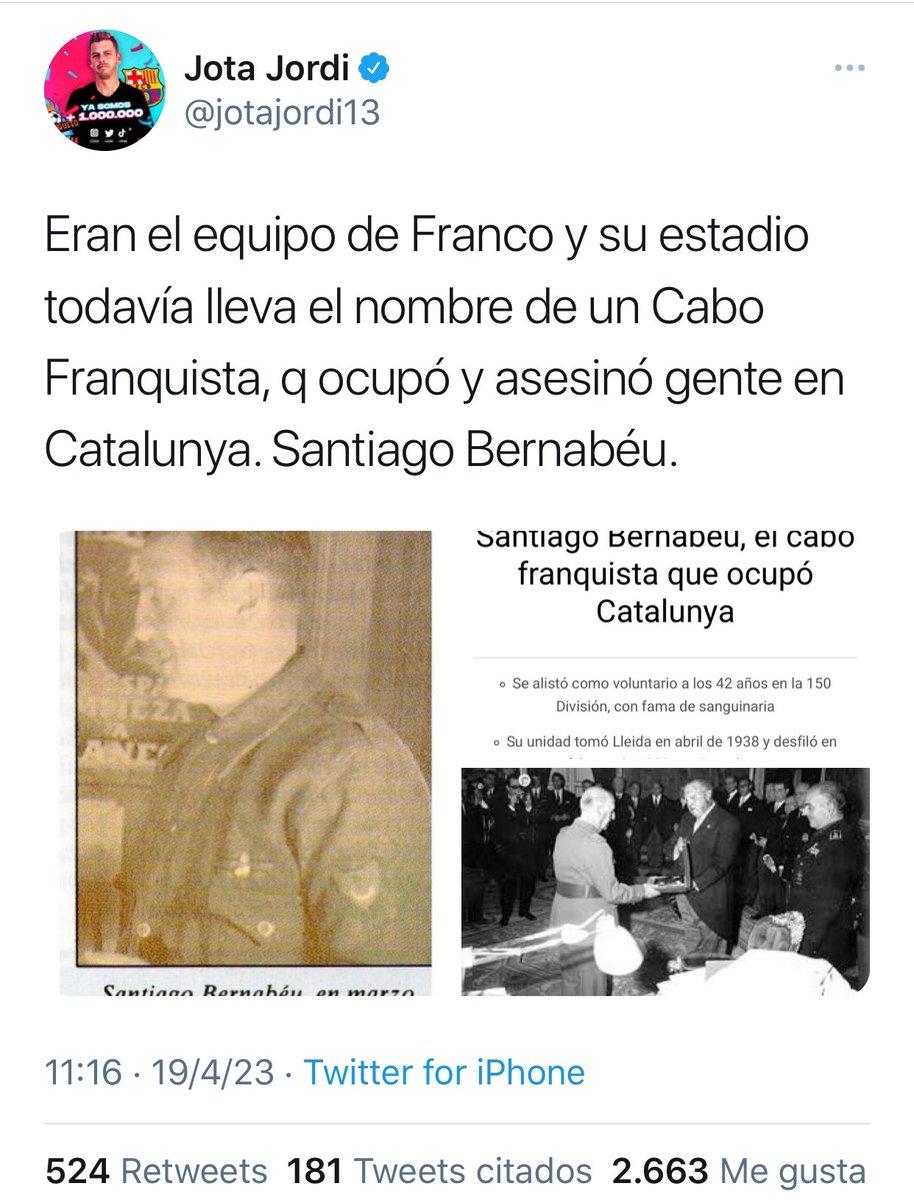 Jota Jordi
@jotajordi13
YA SOMOS
+ 1.000.000
Eran el equipo de Franco y su estadio
todavía lleva el nombre de un Cabo
Franquista, q ocupó y asesinó gente en
Catalunya. Santiago Bernabéu.
Santiago Bernabéu, en marzo
Santiago Bernabéu, el cabo
franquista que ocupó
Catalunya
Se alistó como voluntario a los 42 años en la 150
División, con fama de sanguinaria
Su unidad tomó Lleida en abril de 1938 y desfiló en
11:16 · 19/4/23 · Twitter for iPhone
524 Retweets 181 Tweets citados 2.663 Me gusta